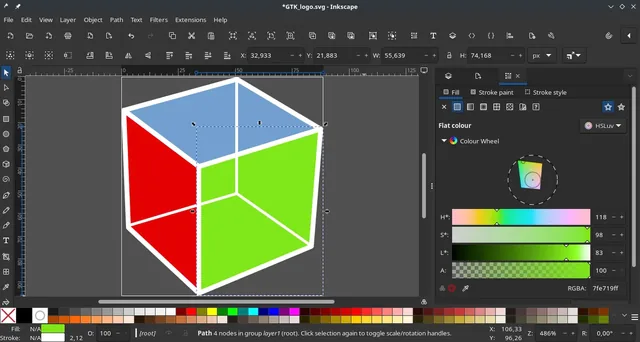 *GTK_logo.svg - Inkscape
File Edit View Layer Object Path Text Filters Extensions Help
X: 32,933 Y: 21,883 W: 55,639 H: 74,168 px
Fill Stroke paint Stroke style
Flat colour HSLuv
Colour Wheel
H*: 118
S*: 98
L*: 83
A: 100
RGBA: 7fe719ff
Fill: N/A O: 100 [root] Path 4 nodes in group layer1 (root). Click selection again to toggle scale/rotation handles. X: 106,33 Z: 486% R: 0,00°
Stroke: N/A 2,12 Y: 96,26